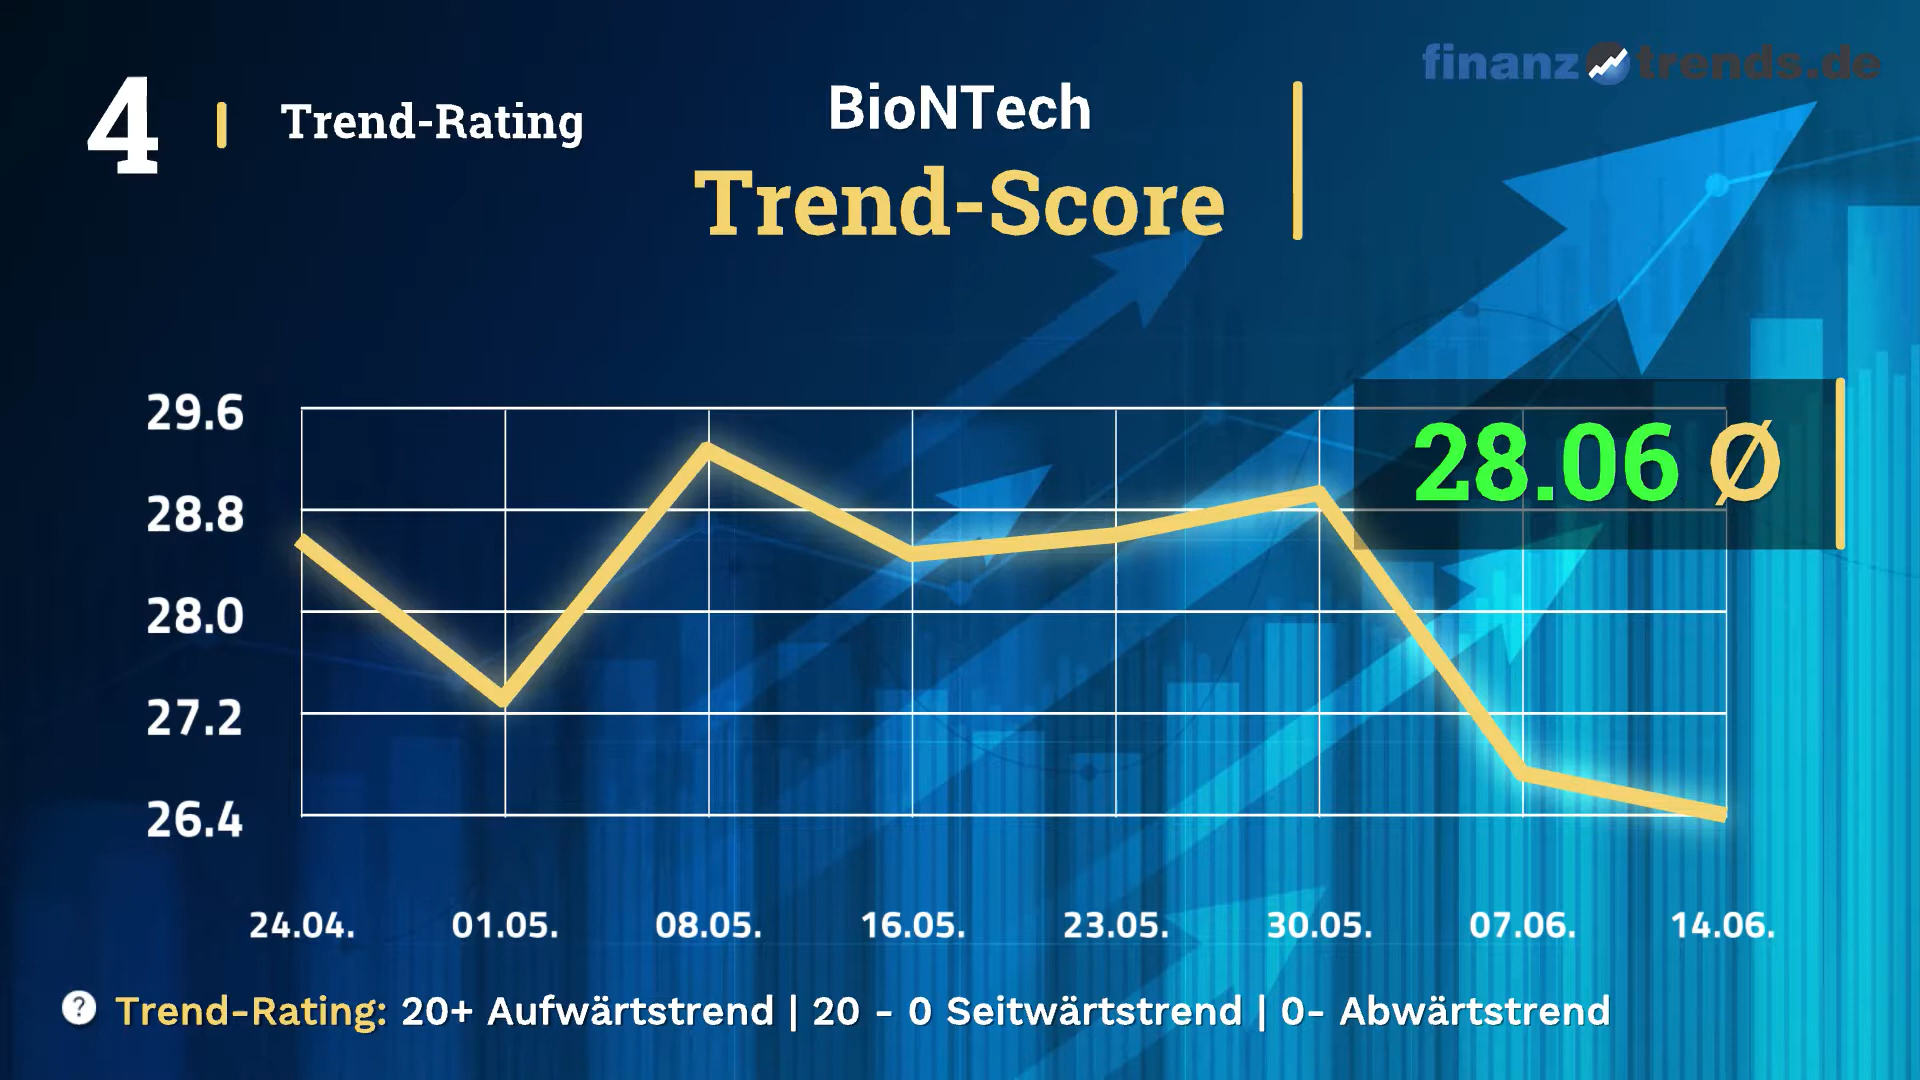 4
Trend-Rating
BioNTech
Trend-Score
finanztrends.de
29.6
28.8
28.0
27.2
26.4
28.06 Ø
24.04. 01.05. 08.05. 16.05. 23.05. 30.05. 07.06. 14.06.
? Trend-Rating: 20+ Aufwärtstrend | 20 - 0 Seitwärtstrend | 0- Abwärtstrend